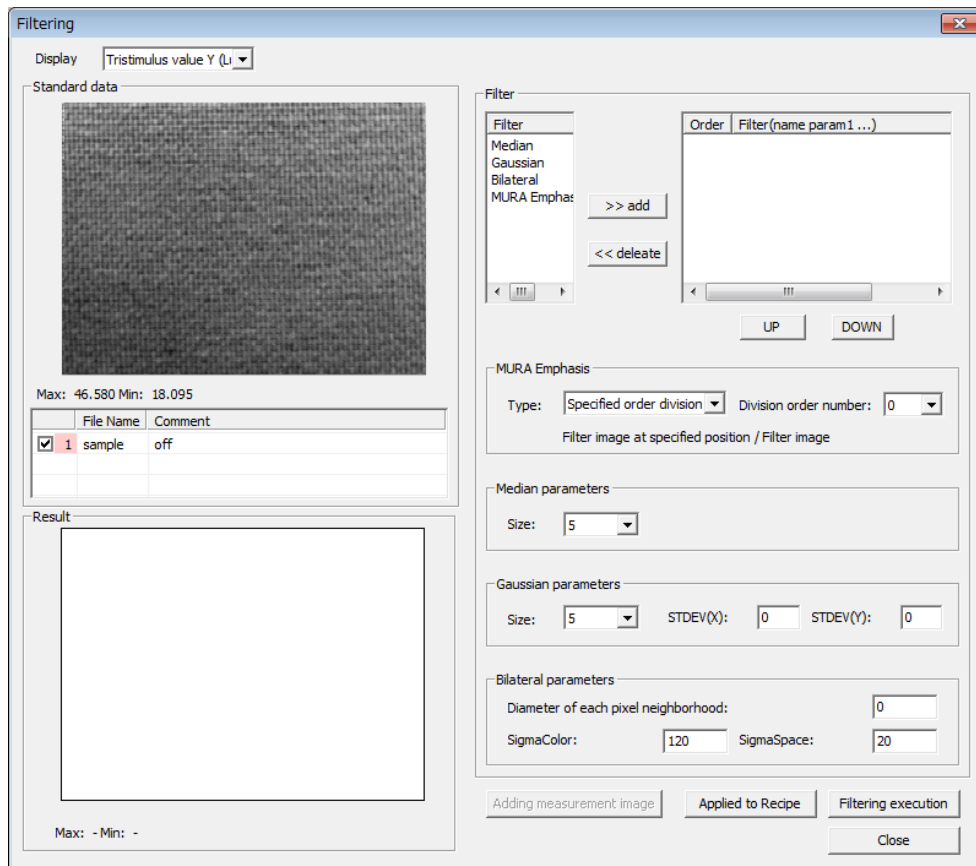 Filtering
Display Tristimulus value Y (Lu
Standard data
Max: 46.580 Min: 18.095
File Name Comment
1 sample off
Result
Max: - Min: -
Filter
Filter
Median
Gaussian
Bilateral
MURA Emphas
>> add
<< deleate
Order Filter(name param1 ...)
UP DOWN
MURA Emphasis
Type: Specified order division Division order number: 0
Filter image at specified position / Filter image
Median parameters
Size: 5
Gaussian parameters
Size: 5 STDEV(X): 0 STDEV(Y): 0
Bilateral parameters
Diameter of each pixel neighborhood: 0
SigmaColor: 120 SigmaSpace: 20
Adding measurement image Applied to Recipe Filtering execution
Close